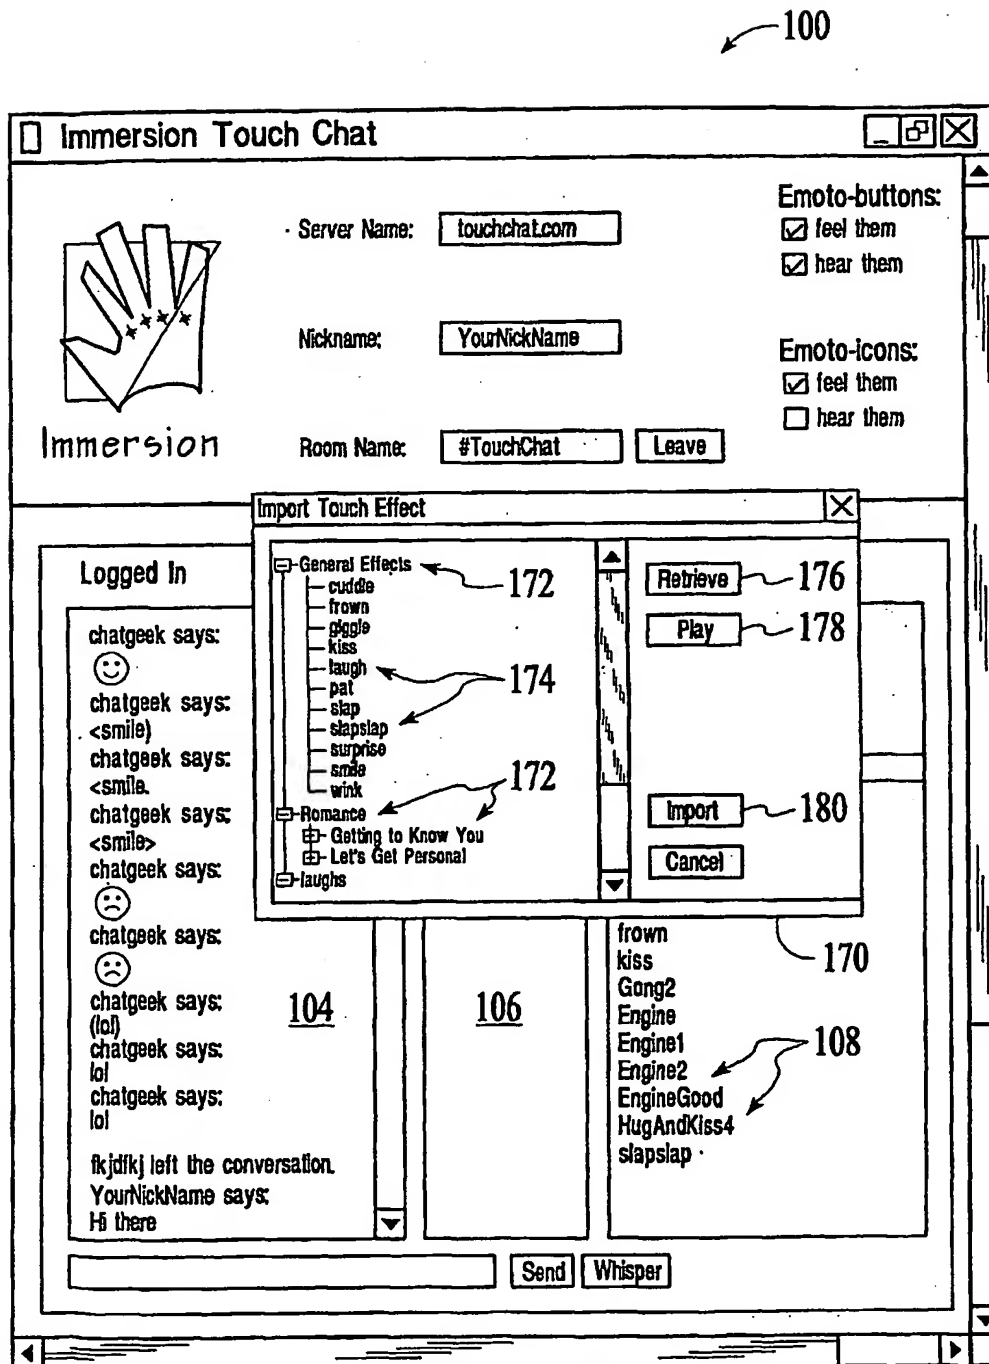 100
Immersion Touch Chat
Immersion
Server Name: touchchat.com
Nickname: YourNickName
Room Name: #TouchChat Leave
Emoto-buttons:
feel them
hear them
Emoto-icons:
feel them
hear them
Import Touch Effect
General Effects 172
cuddle
frown
giggle
kiss
laugh
pat
slap
slapslap
surprise
smile
wink
174
Romance 172
Getting to Know You
Let's Get Personal
laughs
Retrieve 176
Play 178
Import 180
Cancel
170
Logged In
chatgeek says:
chatgeek says:
<smile)
chatgeek says:
<smile.
chatgeek says:
<smile>
chatgeek says:
chatgeek says:
chatgeek says:
(lol)
chatgeek says:
lol
chatgeek says:
lol
fkjdfkj left the conversation.
YourNickName says:
Hi there
104
106
frown
kiss
Gong2
Engine
Engine1
Engine2
EngineGood
HugAndKiss4
slapslap
108
Send Whisper